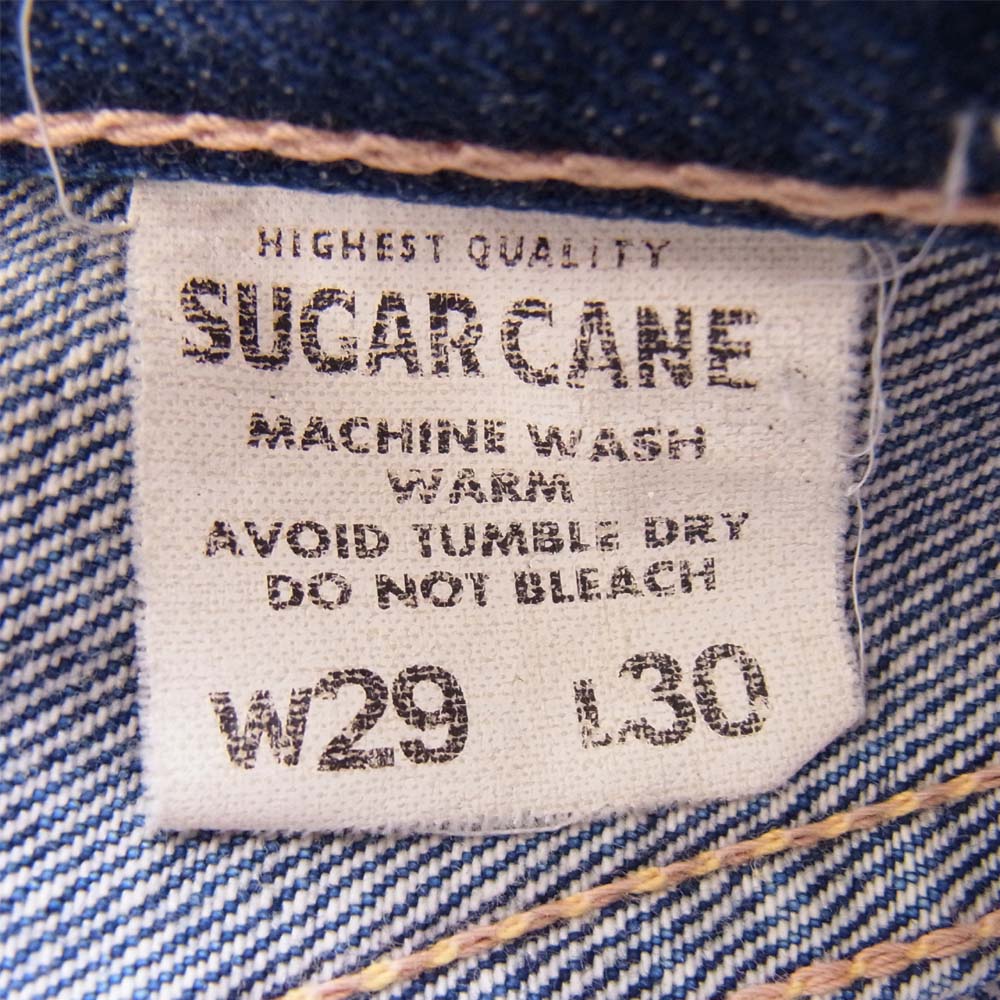 HIGHEST QUALITY
SUGAR CANE
MACHINE WASH
WARM
AVOID TUMBLE DRY
DO NOT BLEACH
W29 L30